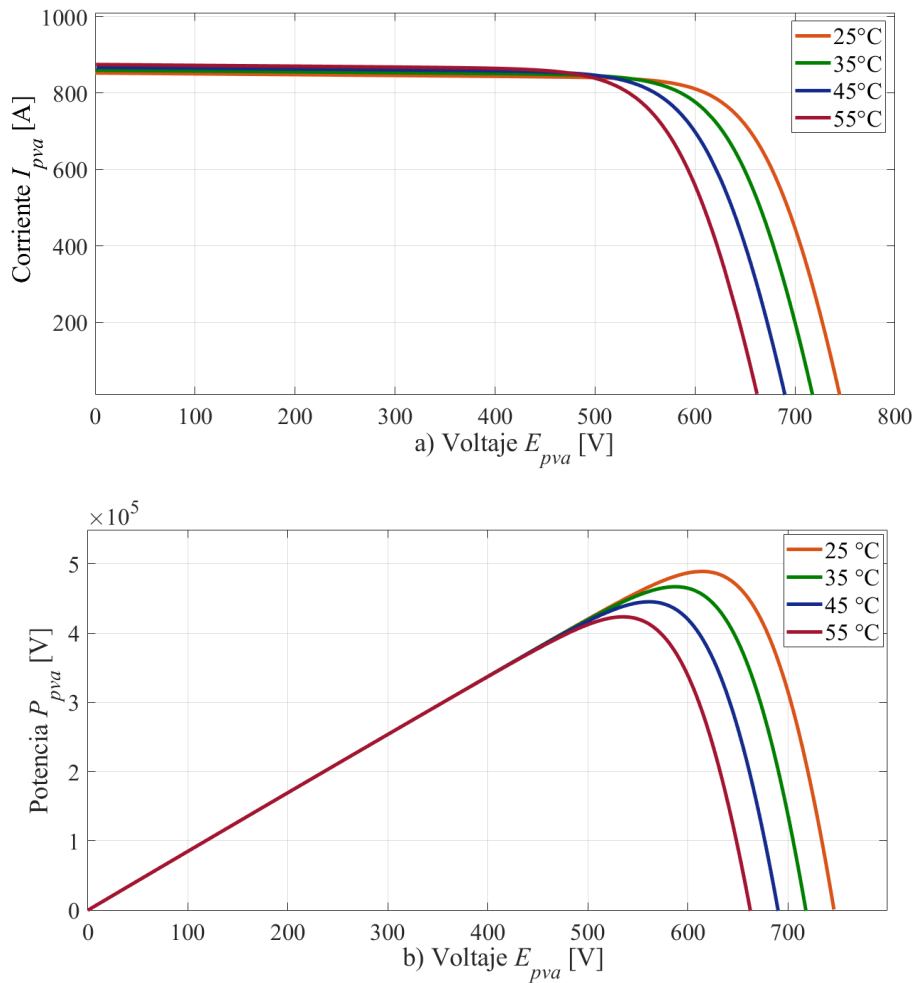 1000
800
600
400
200
Corriente I_pva [A]
25°C
35°C
45°C
55°C
0 100 200 300 400 500 600 700 800
a) Voltaje E_pva [V]
×10^5
5
4
3
2
1
0
Potencia P_pva [V]
25 °C
35 °C
45 °C
55 °C
0 100 200 300 400 500 600 700
b) Voltaje E_pva [V]